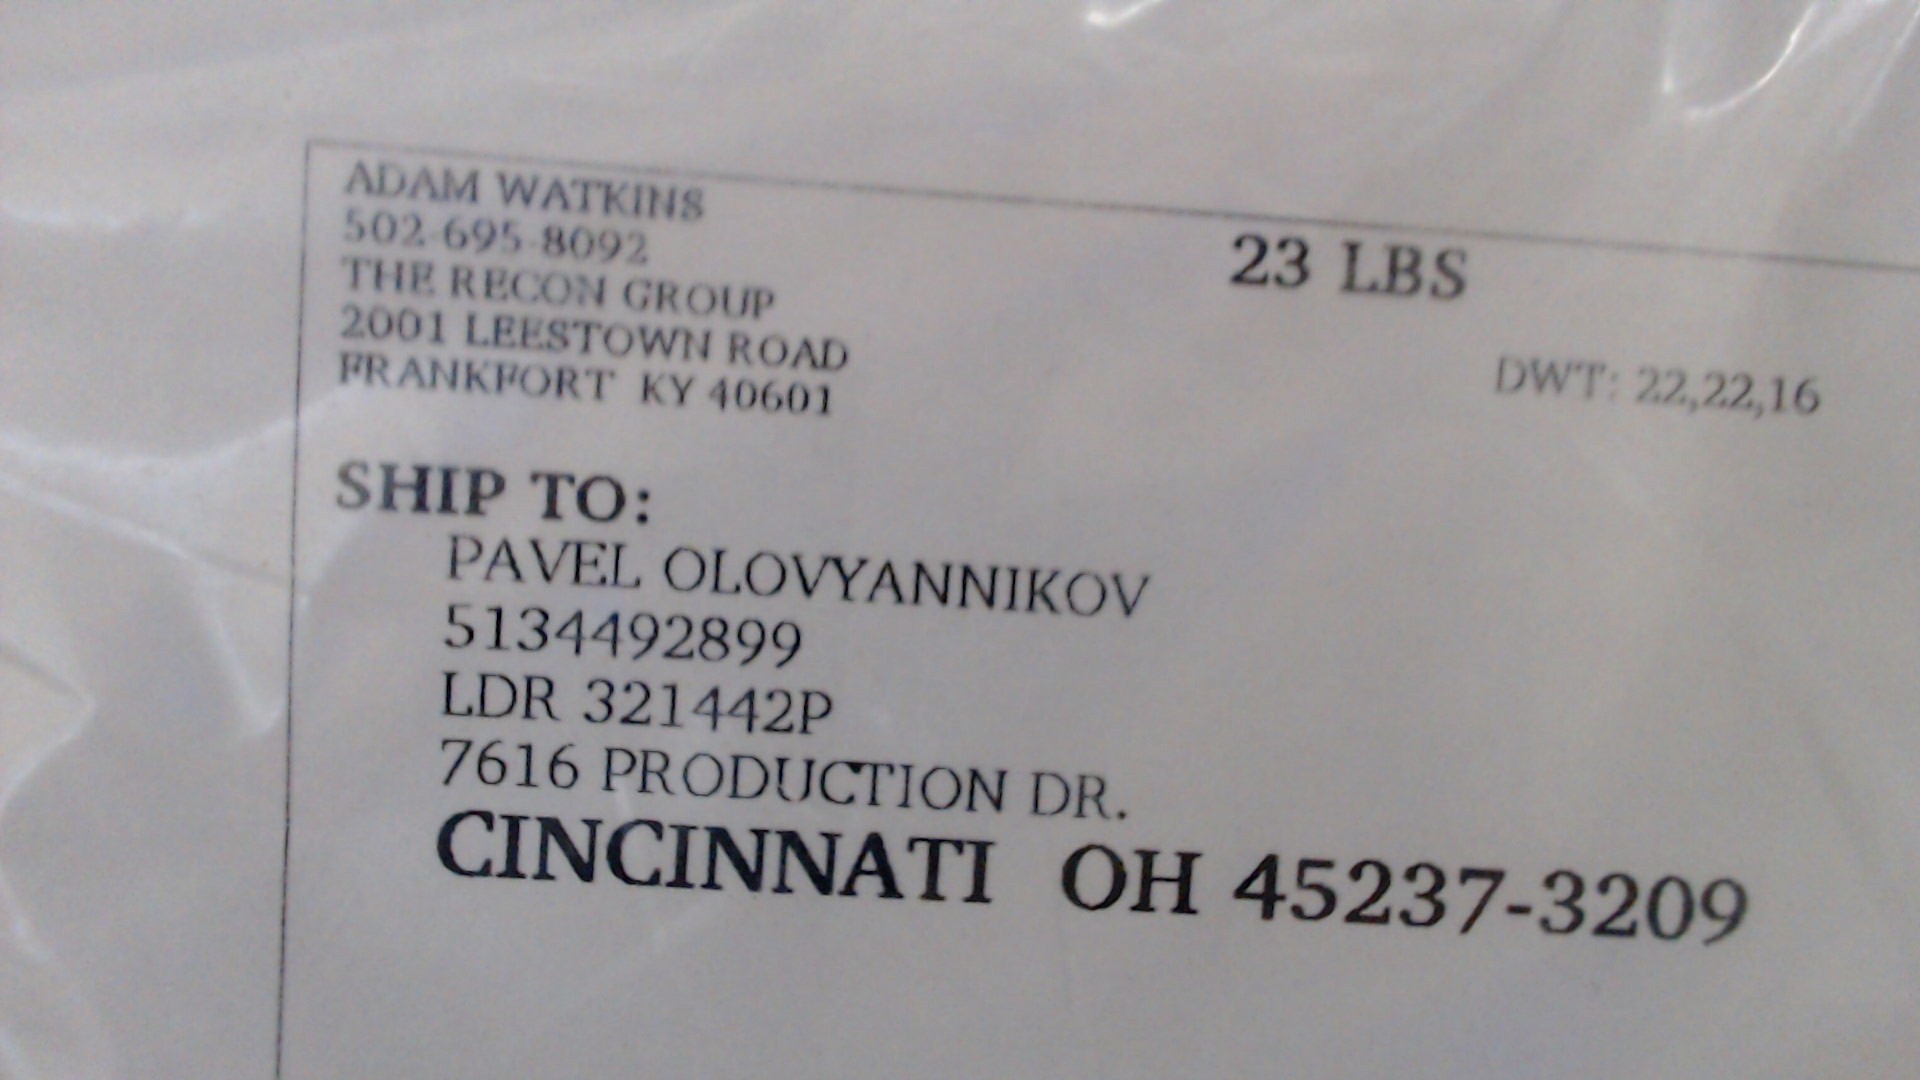 ADAM WATKINS
502-695-8092
THE RECON GROUP
2001 LEESTOWN ROAD
FRANKFORT KY 40601
23 LBS
DWT: 22,22,16
SHIP TO:
PAVEL OLOVYANNIKOV
5134492899
LDR 321442P
7616 PRODUCTION DR.
CINCINNATI OH 45237-3209